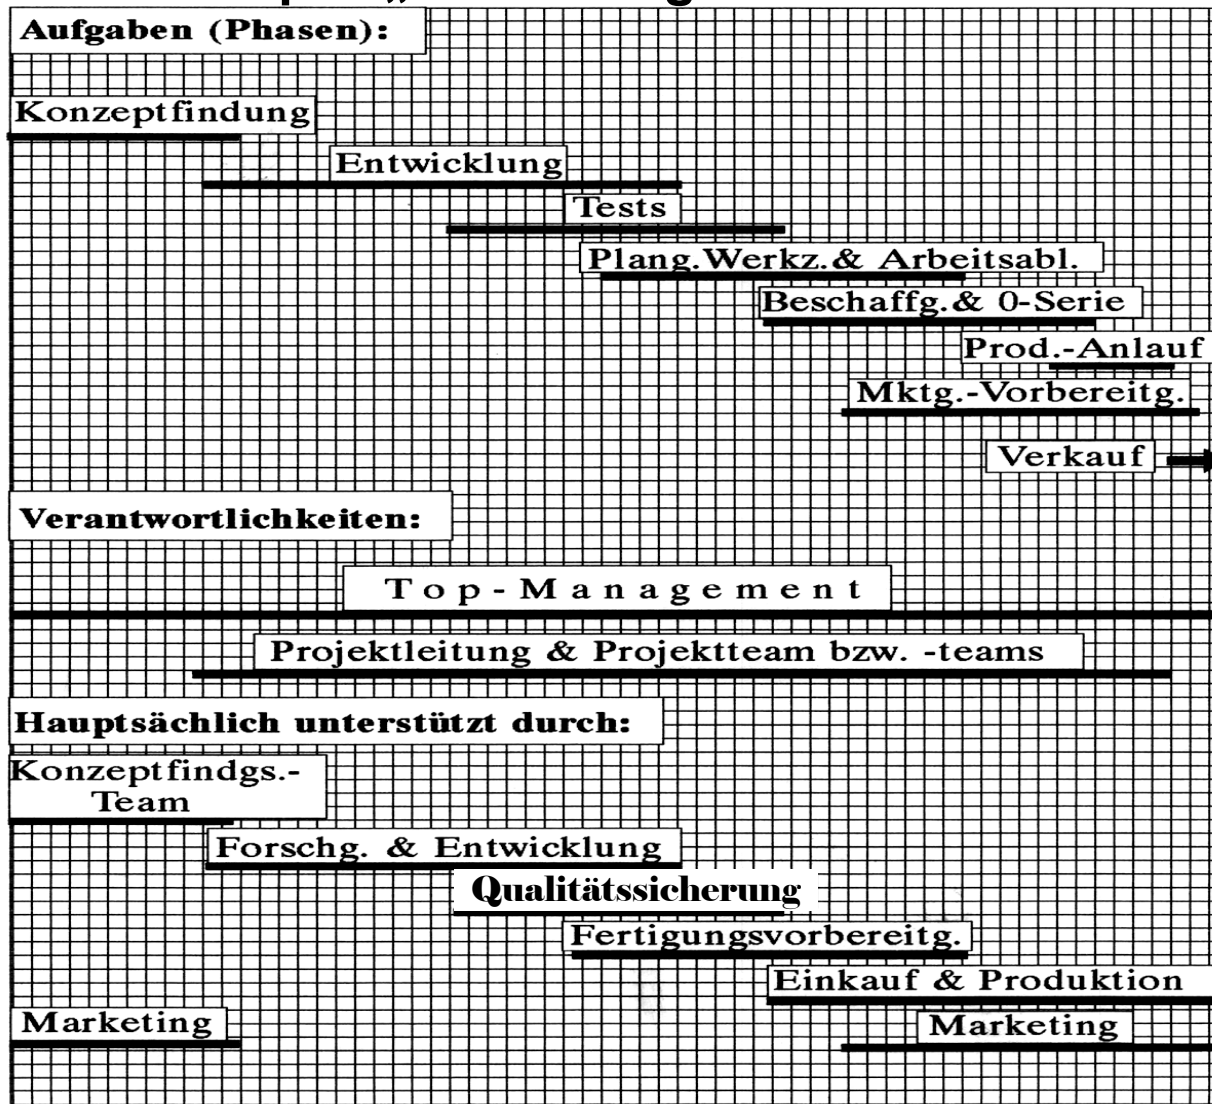 Aufgaben (Phasen):
Konzeptfindung
Entwicklung
Tests
Plang.Werkz.& Arbeitsabl.
Beschaffg.& 0-Serie
Prod.-Anlauf
Mktg.-Vorbereitg.
Verkauf
Verantwortlichkeiten:
Top-Management
Projektleitung & Projektteam bzw. -teams
Hauptsächlich unterstützt durch:
Konzeptfindgs.-
Team
Forschg. & Entwicklung
Qualitätssicherung
Fertigungsvorbereitg.
Einkauf & Produktion
Marketing
Marketing